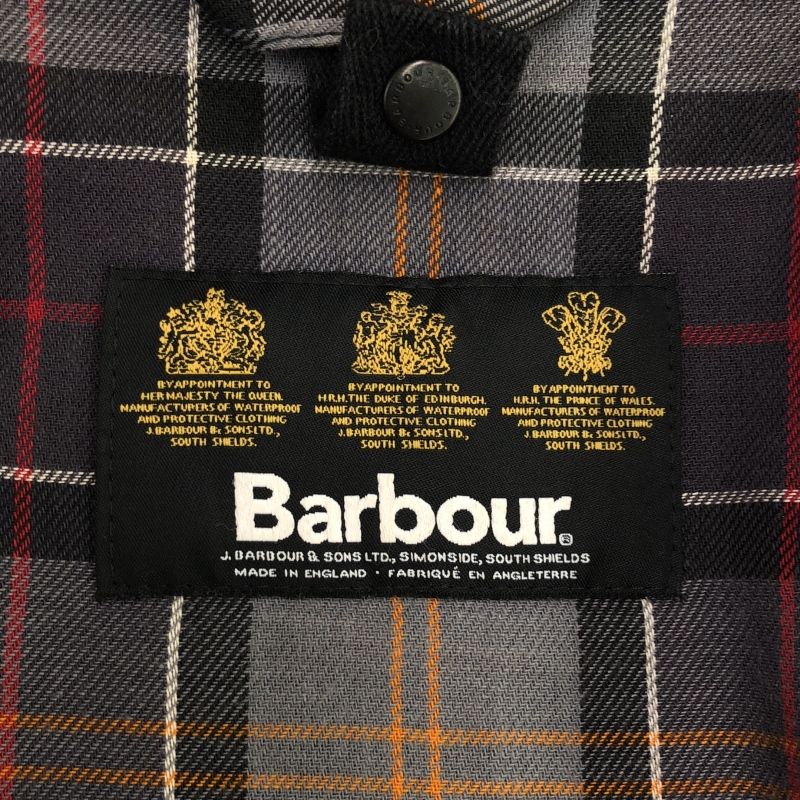 BARBOUR BARBOUR
BY APPOINTMENT TO
HER MAJESTY THE QUEEN.
MANUFACTURERS OF WATERPROOF
AND PROTECTIVE CLOTHING
J.BARBOUR & SONS LTD.,
SOUTH SHIELDS.
BY APPOINTMENT TO
H.R.H. THE DUKE OF EDINBURGH.
MANUFACTURERS OF WATERPROOF
AND PROTECTIVE CLOTHING
J.BARBOUR & SONS LTD.,
SOUTH SHIELDS.
BY APPOINTMENT TO
H.R.H. THE PRINCE OF WALES.
MANUFACTURERS OF WATERPROOF
AND PROTECTIVE CLOTHING
J.BARBOUR & SONS LTD.,
SOUTH SHIELDS.
Barbour®
J. BARBOUR & SONS LTD., SIMONSIDE, SOUTH SHIELDS
MADE IN ENGLAND · FABRIQUÉ EN ANGLETERRE